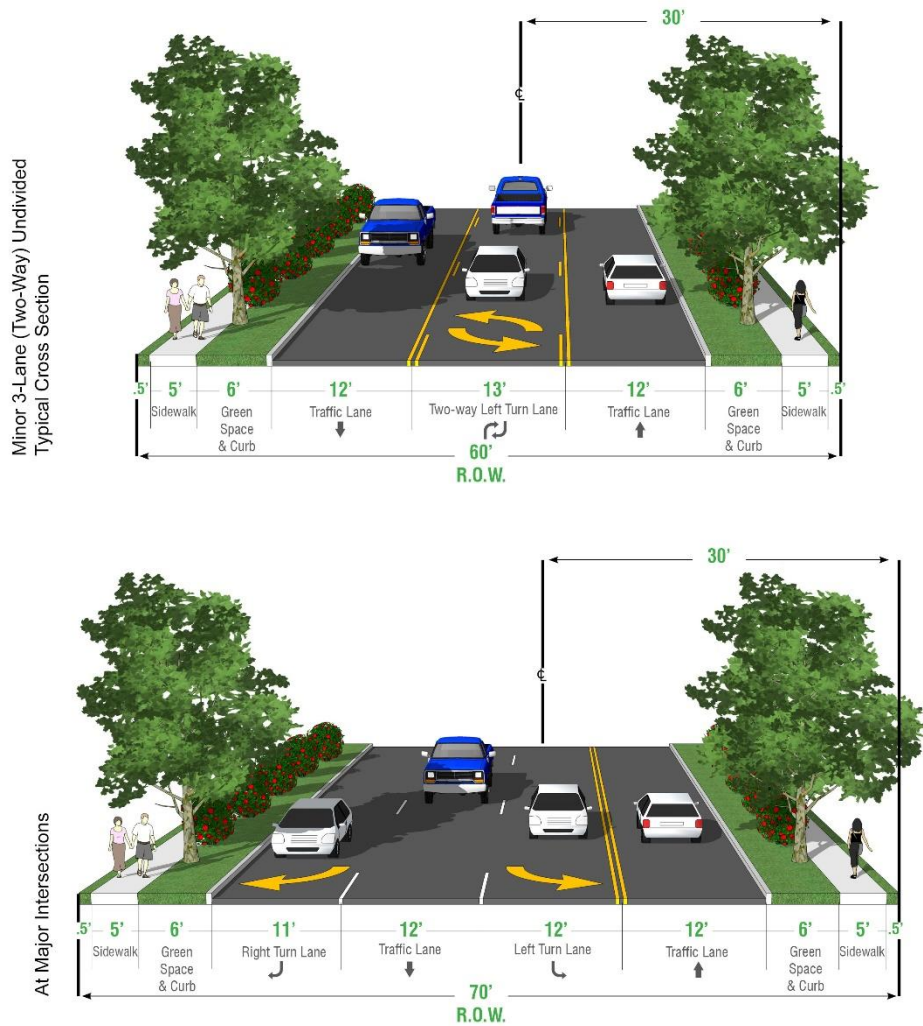 Minor 3-Lane (Two-Way) Undivided
Typical Cross Section
30'
℄
.5' 5' 6' 12' 13' 12' 6' 5' .5'
Sidewalk Green Traffic Lane Two-way Left Turn Lane Traffic Lane Green Sidewalk
Space Space
& Curb & Curb
60'
R.O.W.
At Major Intersections
30'
℄
.5' 5' 6' 11' 12' 12' 12' 6' 5' .5'
Sidewalk Green Right Turn Lane Traffic Lane Left Turn Lane Traffic Lane Green Sidewalk
Space Space
& Curb & Curb
70'
R.O.W.